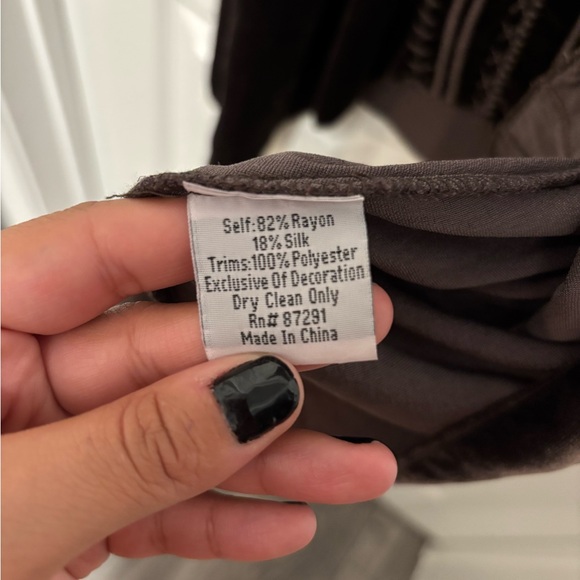 Self:82%Rayon
18%Silk
Trims:100%Polyester
Exclusive Of Decoration
Dry Clean Only
Rn# 87291
Made In China